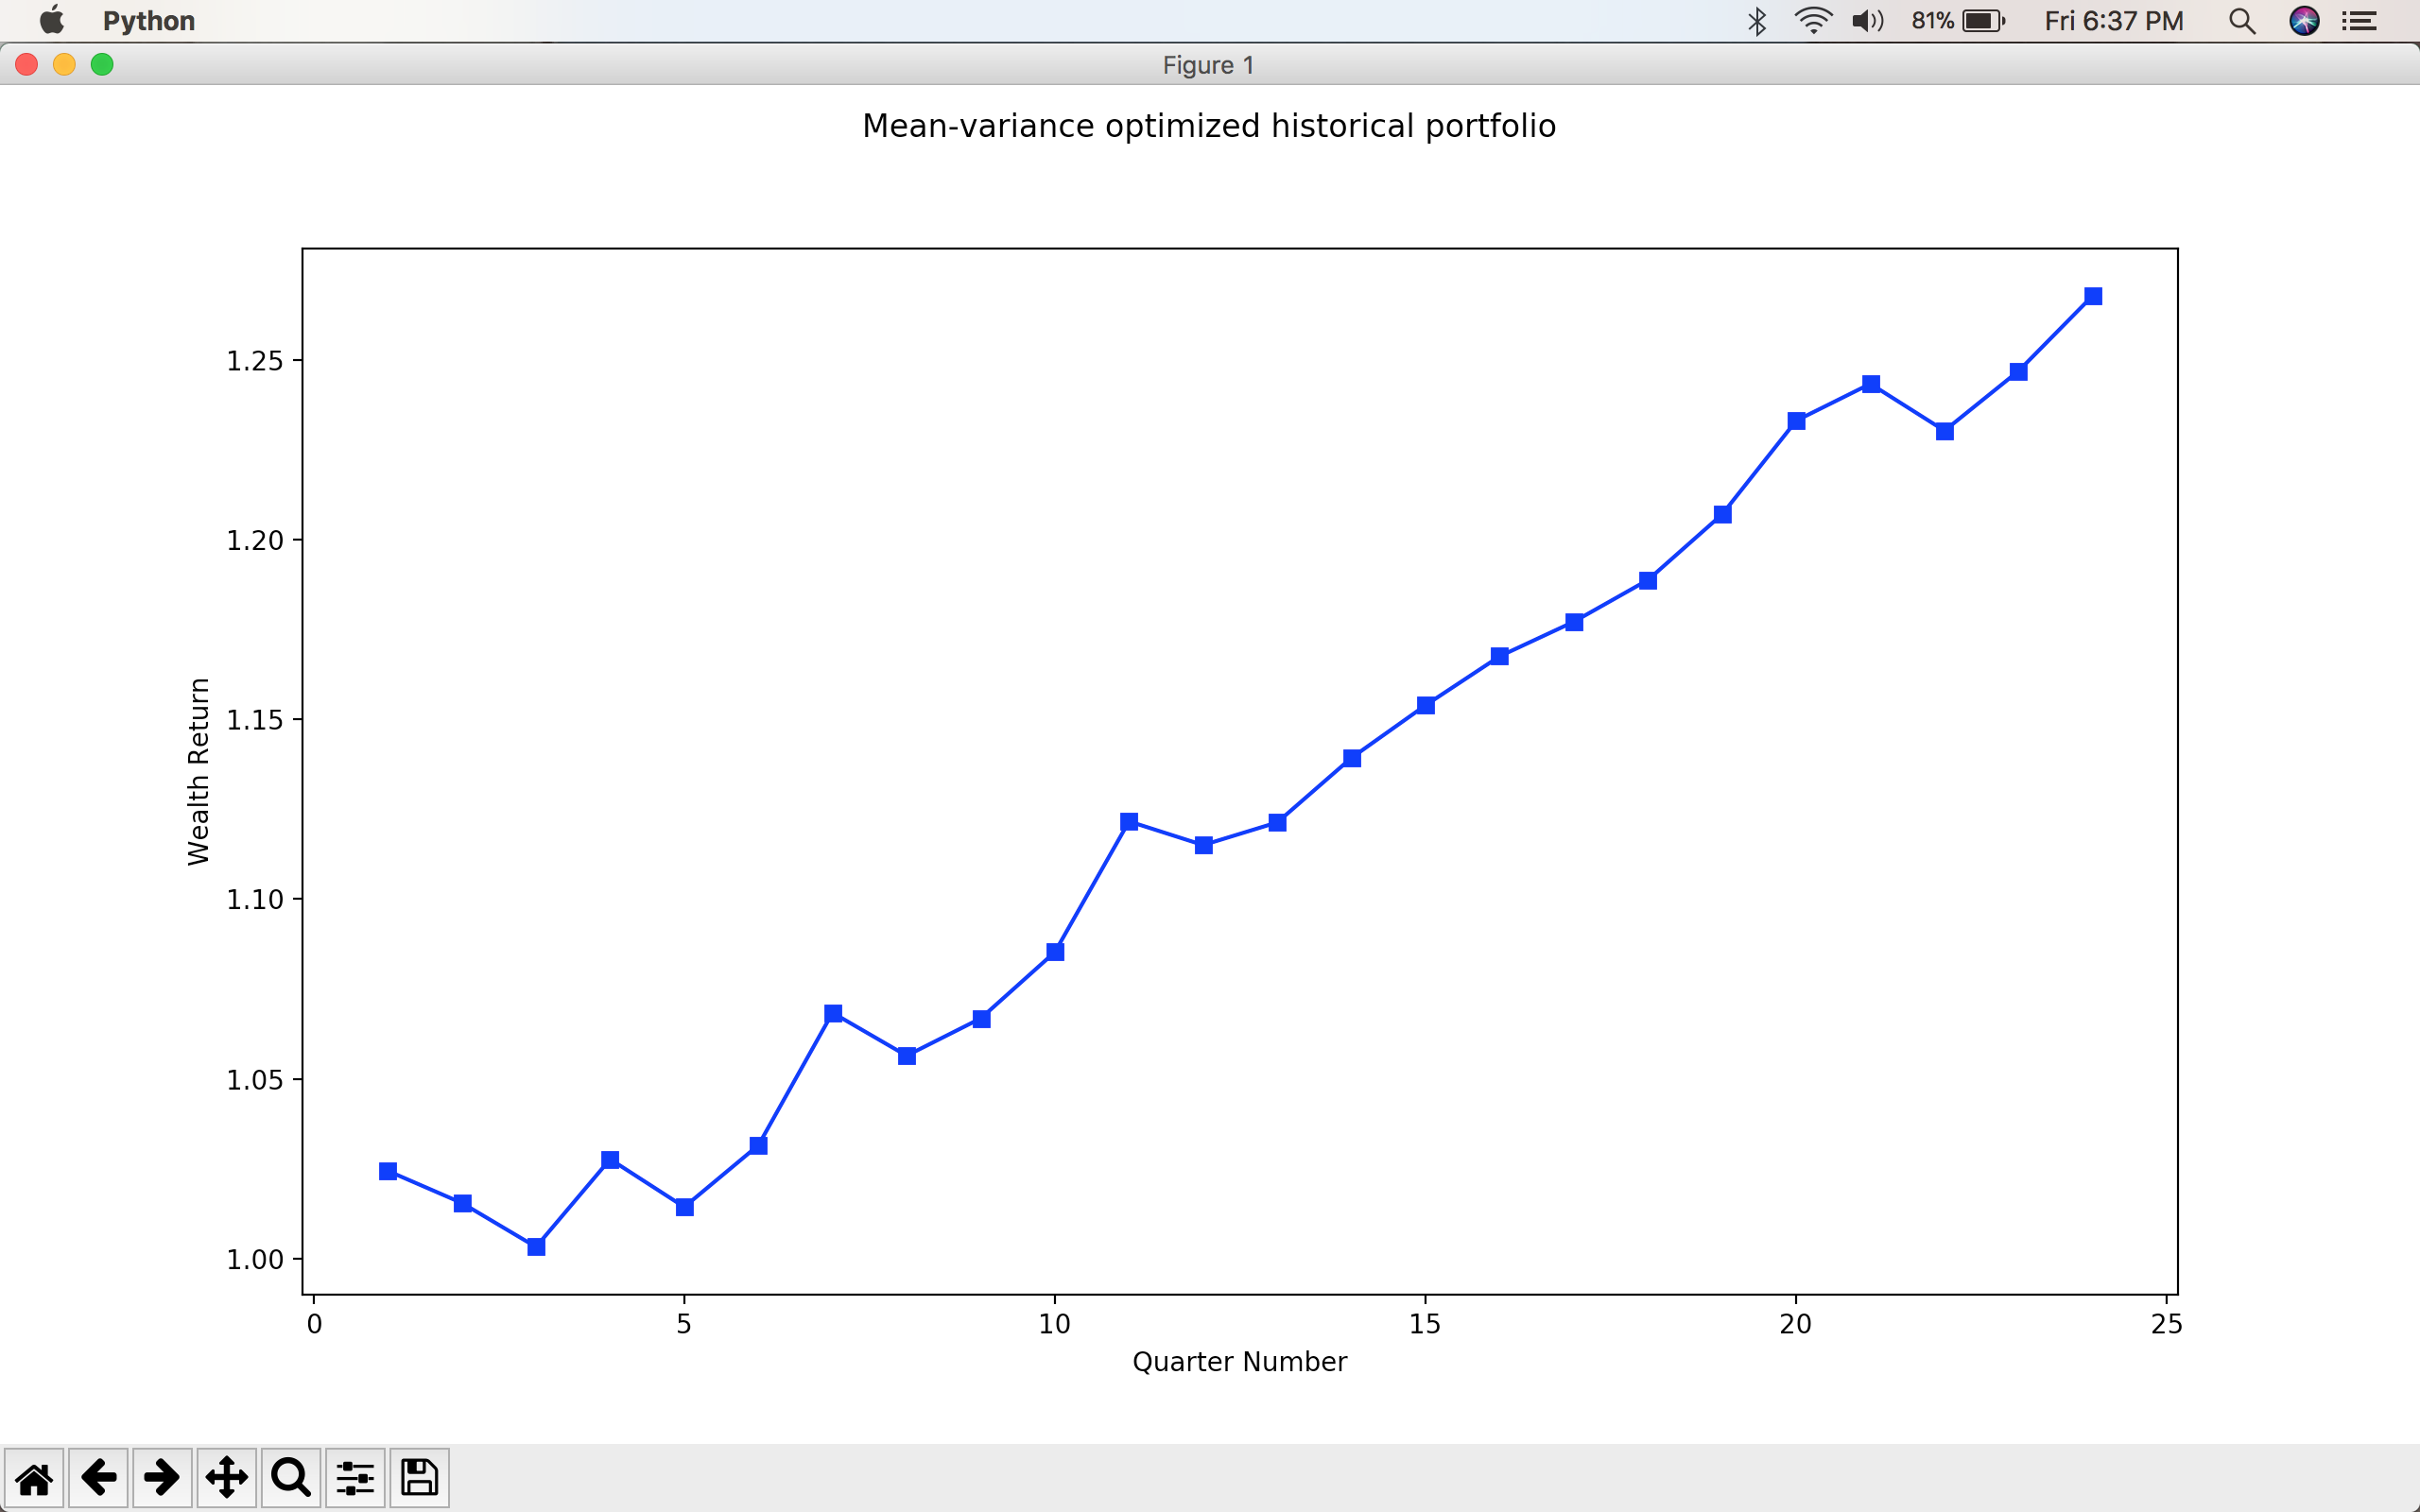 Python 81% Fri 6:37 PM
Figure 1
Mean-variance optimized historical portfolio
1.25
1.20
1.15
1.10
1.05
1.00
Wealth Return
0 5 10 15 20 25
Quarter Number